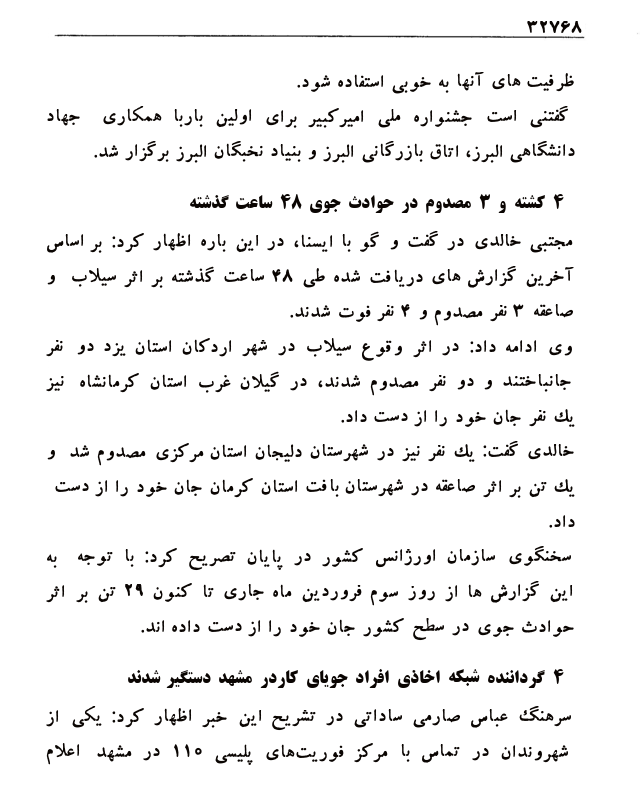 ۳۲۷۶۸
ظرفیت های آنها به خوبی استفاده شود.
گفتنی است جشنواره ملی امیرکبیر برای اولین باربا همکاری جهاد
دانشگاهی البرز، اتاق بازرگانی البرز و بنیاد نخبگان البرز برگزار شد.
۴ کشته و ۳ مصدوم در حوادث جوی ۴۸ ساعت گذشته
مجتبی خالدی در گفت و گو با ایسنا، در این باره اظهار کرد: بر اساس
آخرین گزارش های دریافت شده طی ۴۸ ساعت گذشته بر اثر سیلاب و
صاعقه ۳ نفر مصدوم و ۴ نفر فوت شدند.
وی ادامه داد: در اثر وقوع سیلاب در شهر اردکان استان یزد دو نفر
جانباختند و دو نفر مصدوم شدند، در گیلان غرب استان کرمانشاه نیز
یك نفر جان خود را از دست داد.
خالدی گفت: یك نفر نیز در شهرستان دلیجان استان مرکزی مصدوم شد و
یك تن بر اثر صاعقه در شهرستان بافت استان کرمان جان خود را از دست
داد.
سخنگوی سازمان اورژانس کشور در پایان تصریح کرد: با توجه به
این گزارش ها از روز سوم فروردین ماه جاری تا کنون ۲۹ تن بر اثر
حوادث جوی در سطح کشور جان خود را از دست داده اند.
۴ گرداننده شبکه اخاذی افراد جویای کاردر مشهد دستگیر شدند
سرهنگ عباس صارمی ساداتی در تشریح این خبر اظهار کرد: یکی از
شهروندان در تماس با مرکز فوریت‌های پلیسی ۱۱۰ در مشهد اعلام